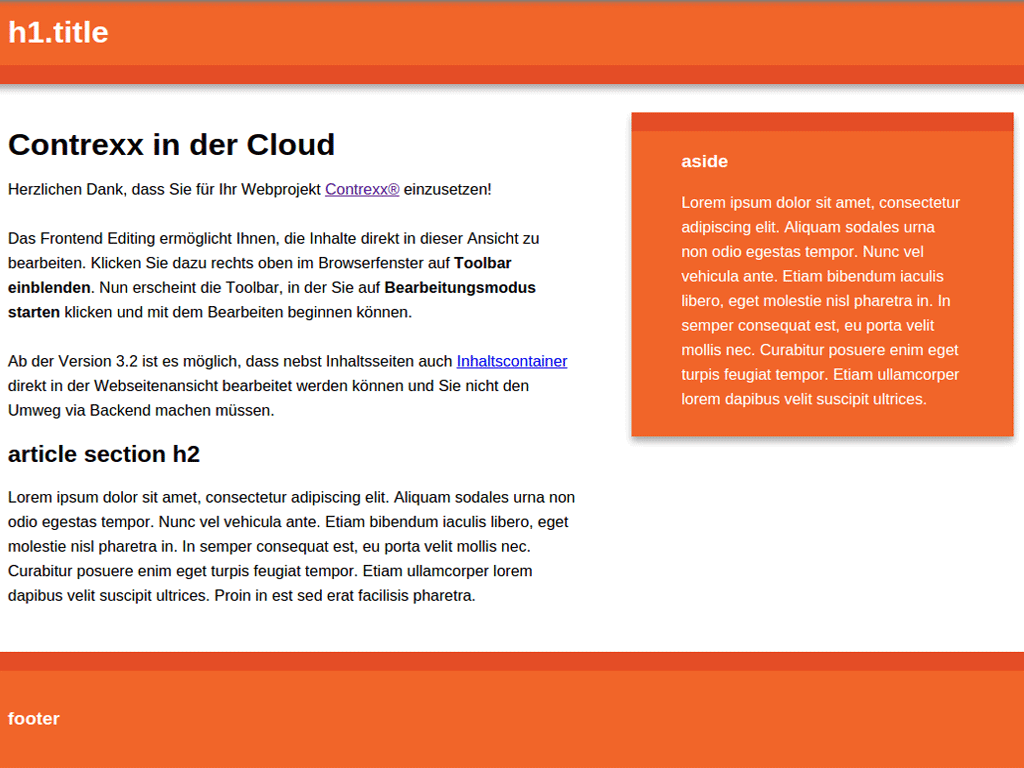 h1.title
Contrexx in der Cloud
Herzlichen Dank, dass Sie für Ihr Webprojekt Contrexx® einzusetzen!
Das Frontend Editing ermöglicht Ihnen, die Inhalte direkt in dieser Ansicht zu
bearbeiten. Klicken Sie dazu rechts oben im Browserfenster auf Toolbar
einblenden. Nun erscheint die Toolbar, in der Sie auf Bearbeitungsmodus
starten klicken und mit dem Bearbeiten beginnen können.
Ab der Version 3.2 ist es möglich, dass nebst Inhaltsseiten auch Inhaltscontainer
direkt in der Webseitenansicht bearbeitet werden können und Sie nicht den
Umweg via Backend machen müssen.
article section h2
Lorem ipsum dolor sit amet, consectetur adipiscing elit. Aliquam sodales urna non
odio egestas tempor. Nunc vel vehicula ante. Etiam bibendum iaculis libero, eget
molestie nisl pharetra in. In semper consequat est, eu porta velit mollis nec.
Curabitur posuere enim eget turpis feugiat tempor. Etiam ullamcorper lorem
dapibus velit suscipit ultrices. Proin in est sed erat facilisis pharetra.
aside
Lorem ipsum dolor sit amet, consectetur
adipiscing elit. Aliquam sodales urna
non odio egestas tempor. Nunc vel
vehicula ante. Etiam bibendum iaculis
libero, eget molestie nisl pharetra in. In
semper consequat est, eu porta velit
mollis nec. Curabitur posuere enim eget
turpis feugiat tempor. Etiam ullamcorper
lorem dapibus velit suscipit ultrices.
footer